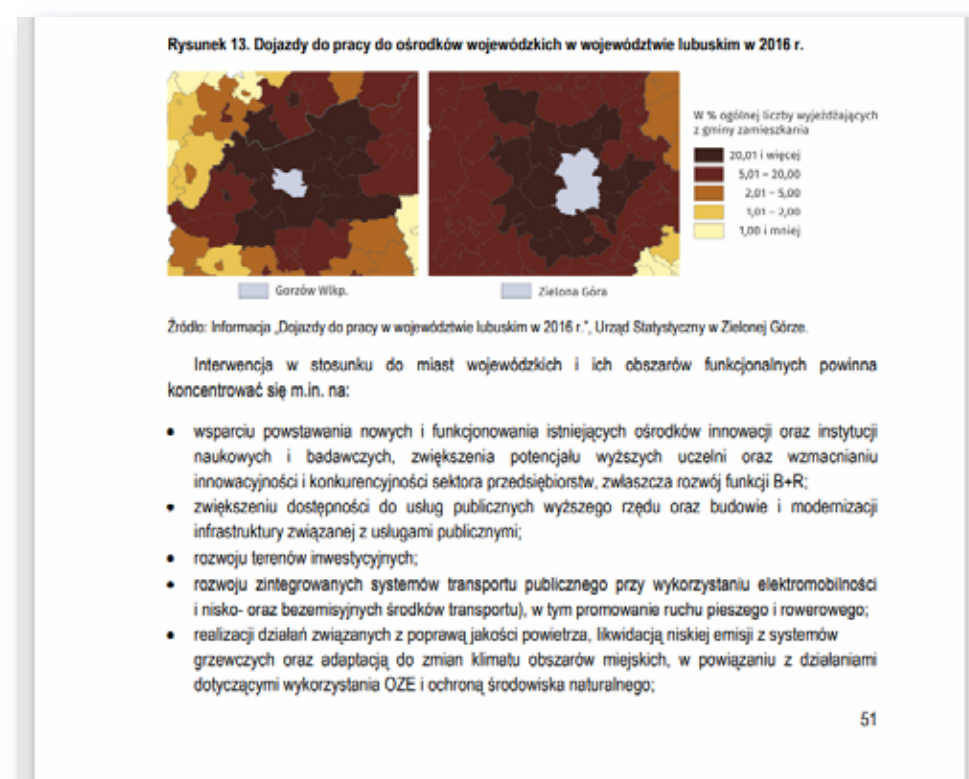 Rysunek 13. Dojazdy do pracy do ośrodków wojewódzkich w województwie lubuskim w 2016 r.
W % ogólnej liczby wyjeżdżających
z gminy zamieszkania
20,01 i więcej
5,01 – 20,00
2,01 – 5,00
1,01 – 2,00
1,00 i mniej
Gorzów Wlkp.
Zielona Góra
Źródło: Informacja „Dojazdy do pracy w województwie lubuskim w 2016 r.", Urząd Statystyczny w Zielonej Górze.
Interwencja w stosunku do miast wojewódzkich i ich obszarów funkcjonalnych powinna
koncentrować się m.in. na:
• wsparciu powstawania nowych i funkcjonowania istniejących ośrodków innowacji oraz instytucji
naukowych i badawczych, zwiększenia potencjału wyższych uczelni oraz wzmacnianiu
innowacyjności i konkurencyjności sektora przedsiębiorstw, zwłaszcza rozwój funkcji B+R;
• zwiększeniu dostępności do usług publicznych wyższego rzędu oraz budowie i modernizacji
infrastruktury związanej z usługami publicznymi;
• rozwoju terenów inwestycyjnych;
• rozwoju zintegrowanych systemów transportu publicznego przy wykorzystaniu elektromobilności
i nisko- oraz bezemisyjnych środków transportu), w tym promowanie ruchu pieszego i rowerowego;
• realizacji działań związanych z poprawą jakości powietrza, likwidacją niskiej emisji z systemów
grzewczych oraz adaptacją do zmian klimatu obszarów miejskich, w powiązaniu z działaniami
dotyczącymi wykorzystania OZE i ochroną środowiska naturalnego;
51